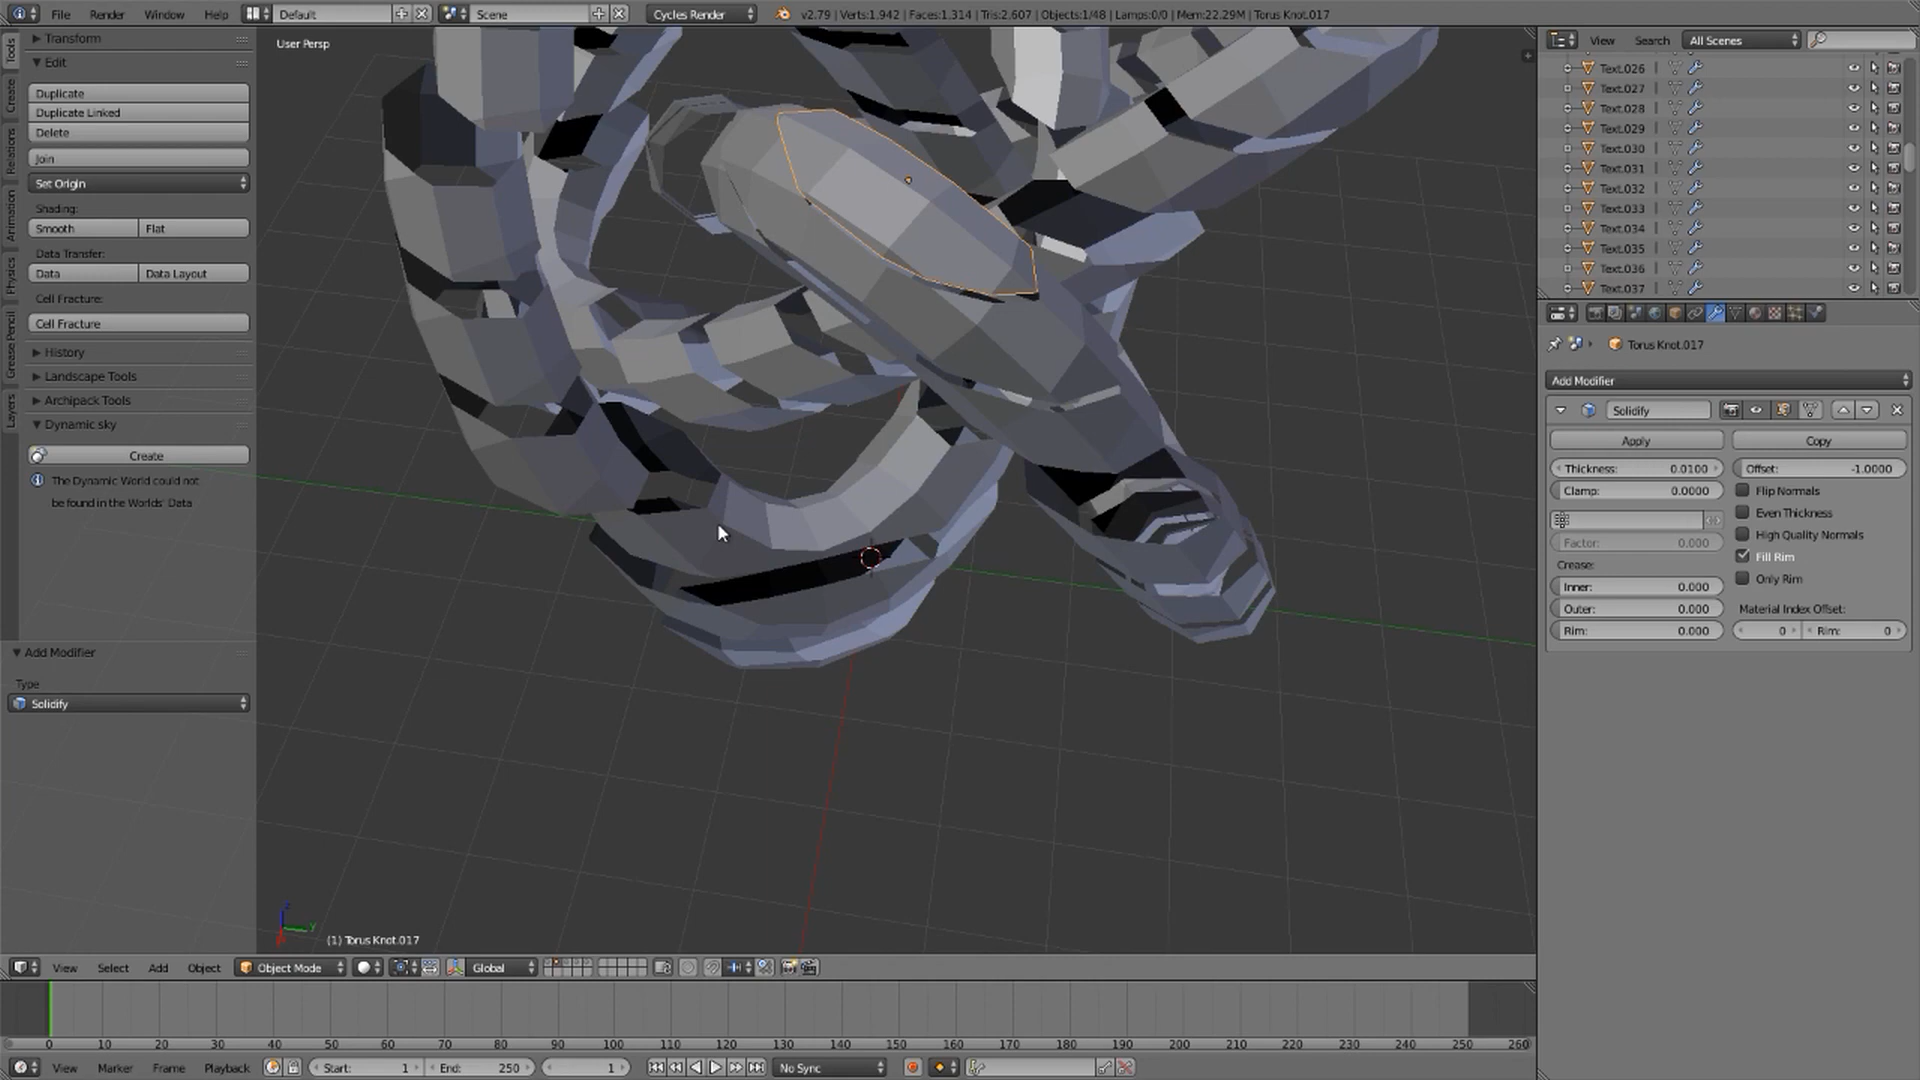 File Render Window Help Default Scene Cycles Render v2.79 | Verts:1,942 | Faces:1,314 | Tris:2,607 | Objects:1/48 | Lamps:0/0 | Mem:22.29M | Torus Knot.017
Tools
Create
Relations
Animation
Physics
Grease Pencil
Layers
Transform
Edit
Duplicate
Duplicate Linked
Delete
Join
Set Origin
Shading:
Smooth Flat
Data Transfer:
Data Data Layout
Cell Fracture:
Cell Fracture
History
Landscape Tools
Archipack Tools
Dynamic sky
Create
The Dynamic World could not
be found in the Worlds' Data
Add Modifier
Type
Solidify
User Persp
(1) Torus Knot.017
View Select Add Object Object Mode Global
View Search All Scenes
Text.026
Text.027
Text.028
Text.029
Text.030
Text.031
Text.032
Text.033
Text.034
Text.035
Text.036
Text.037
Torus Knot.017
Add Modifier
Solidify
Apply Copy
Thickness: 0.0100 Offset: -1.0000
Clamp: 0.0000 Flip Normals
Even Thickness
Factor: 0.000 High Quality Normals
Crease: Fill Rim
Inner: 0.000 Only Rim
Outer: 0.000 Material Index Offset:
Rim: 0.000 0 Rim: 0
0 10 20 30 40 50 60 70 80 90 100 110 120 130 140 150 160 170 180 190 200 210 220 230 240 250 260
View Marker Frame Playback Start: 1 End: 250 1 No Sync